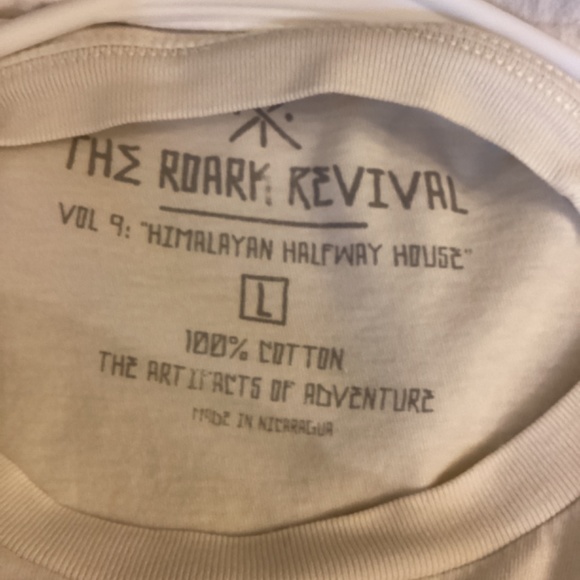 THE ROARK REVIVAL
VOL 9: "HIMALAYAN HALFWAY HOUSE"
L
100% COTTON
THE ARTIFACTS OF ADVENTURE
MADE IN NICARAGUA